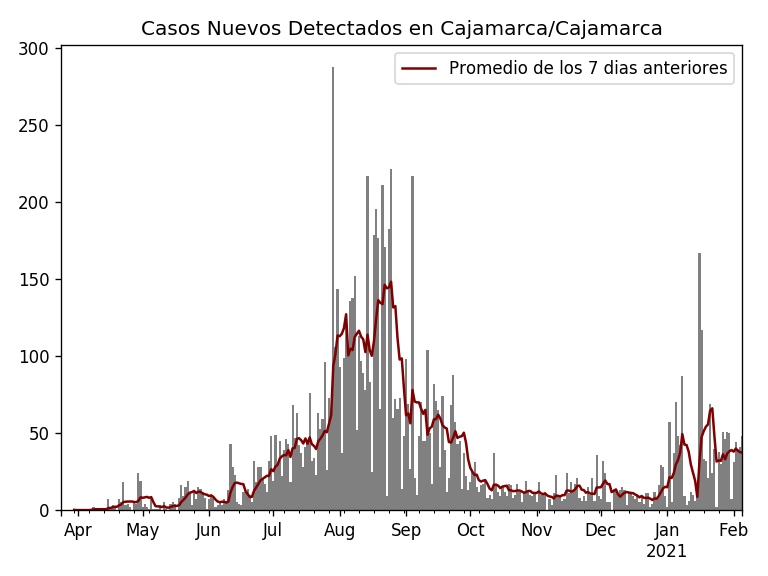 Casos Nuevos Detectados en Cajamarca/Cajamarca
Promedio de los 7 dias anteriores
300
250
200
150
100
50
0
Apr May Jun Jul Aug Sep Oct Nov Dec Jan Feb
2021